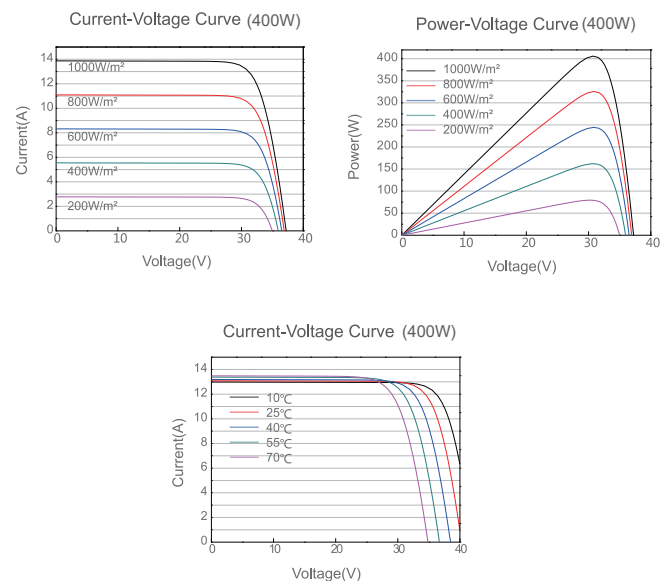 Current-Voltage Curve (400W)
14
12
10
8
6
4
2
0
1000W/m²
800W/m²
600W/m²
400W/m²
200W/m²
Current(A)
0 10 20 30 40
Voltage(V)
Power-Voltage Curve (400W)
400
350
300
250
200
150
100
50
0
1000W/m²
800W/m²
600W/m²
400W/m²
200W/m²
Power(W)
0 10 20 30 40
Voltage(V)
Current-Voltage Curve (400W)
14
13
12
13
4
13
2
0
10℃
25℃
40℃
55℃
70℃
Current(A)
0 10 20 30 40
Voltage(V)